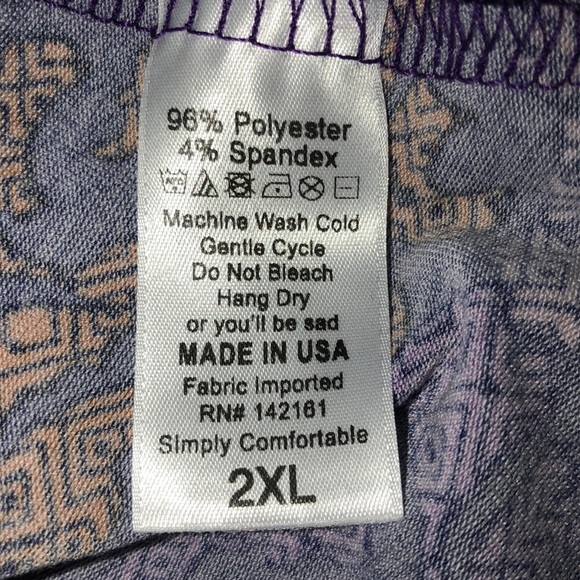 96% Polyester
4% Spandex
Machine Wash Cold
Gentle Cycle
Do Not Bleach
Hang Dry
or you'll be sad
MADE IN USA
Fabric Imported
RN# 142161
Simply Comfortable
2XL